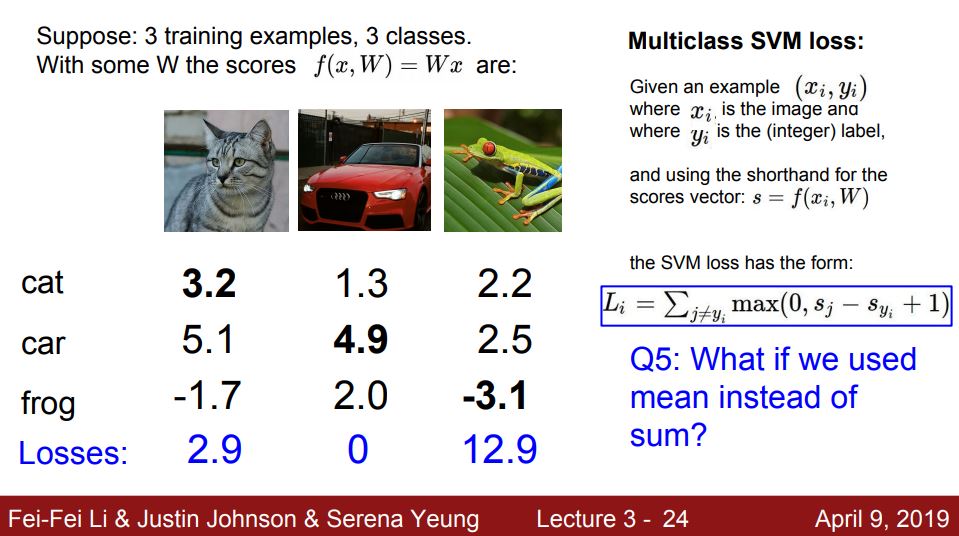 Suppose: 3 training examples, 3 classes.
With some W the scores f(x, W) = Wx are:
cat 3.2 1.3 2.2
car 5.1 4.9 2.5
frog -1.7 2.0 -3.1
Losses: 2.9 0 12.9
Multiclass SVM loss:
Given an example (x_i, y_i)
where x_i is the image and
where y_i is the (integer) label,
and using the shorthand for the
scores vector: s = f(x_i, W)
the SVM loss has the form:
L_i = ∑_{j≠y_i} max(0, s_j − s_{y_i} + 1)
Q5: What if we used
mean instead of
sum?
Fei-Fei Li & Justin Johnson & Serena Yeung Lecture 3 - 24 April 9, 2019